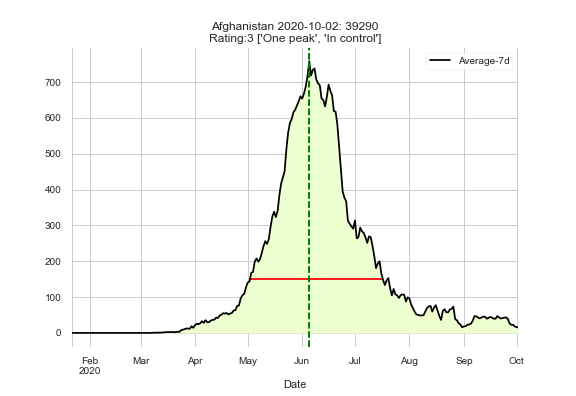 Afghanistan 2020-10-02: 39290
Rating:3 ['One peak', 'In control']
Average-7d
700
600
500
400
300
200
100
0
Feb
2020
Mar
Apr
May
Jun
Jul
Aug
Sep
Oct
Date